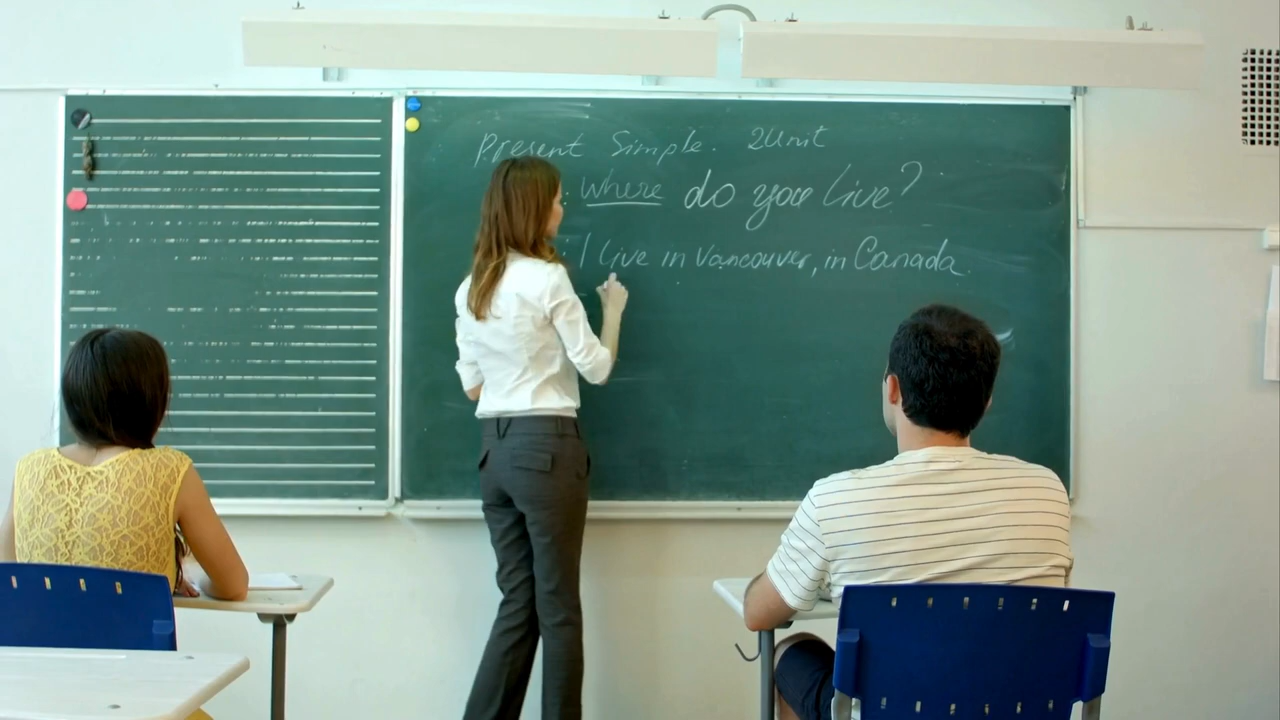 Present Simple. 2Unit
. where do you live?
: I live in Vancouver, in Canada.